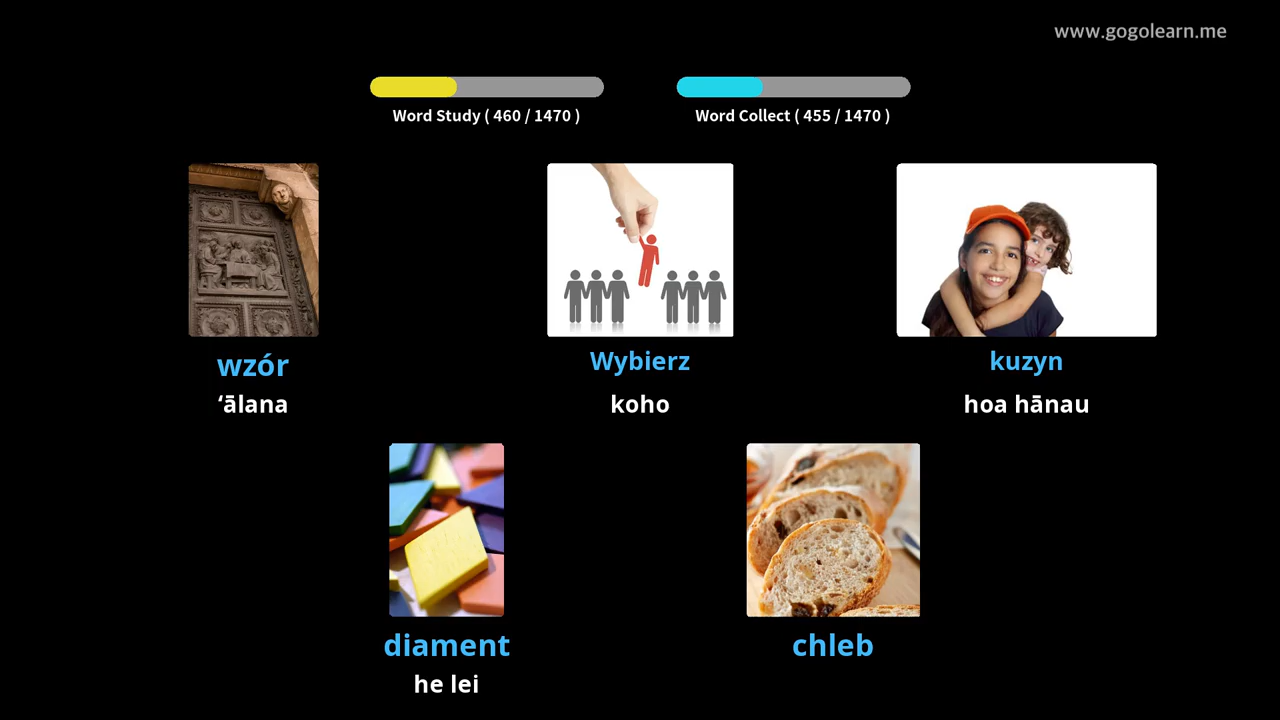 www.gogolearn.me
Word Study ( 460 / 1470 )
Word Collect ( 455 / 1470 )
wzór
Wybierz
kuzyn
ʻālana
koho
hoa hānau
diament
chleb
he lei